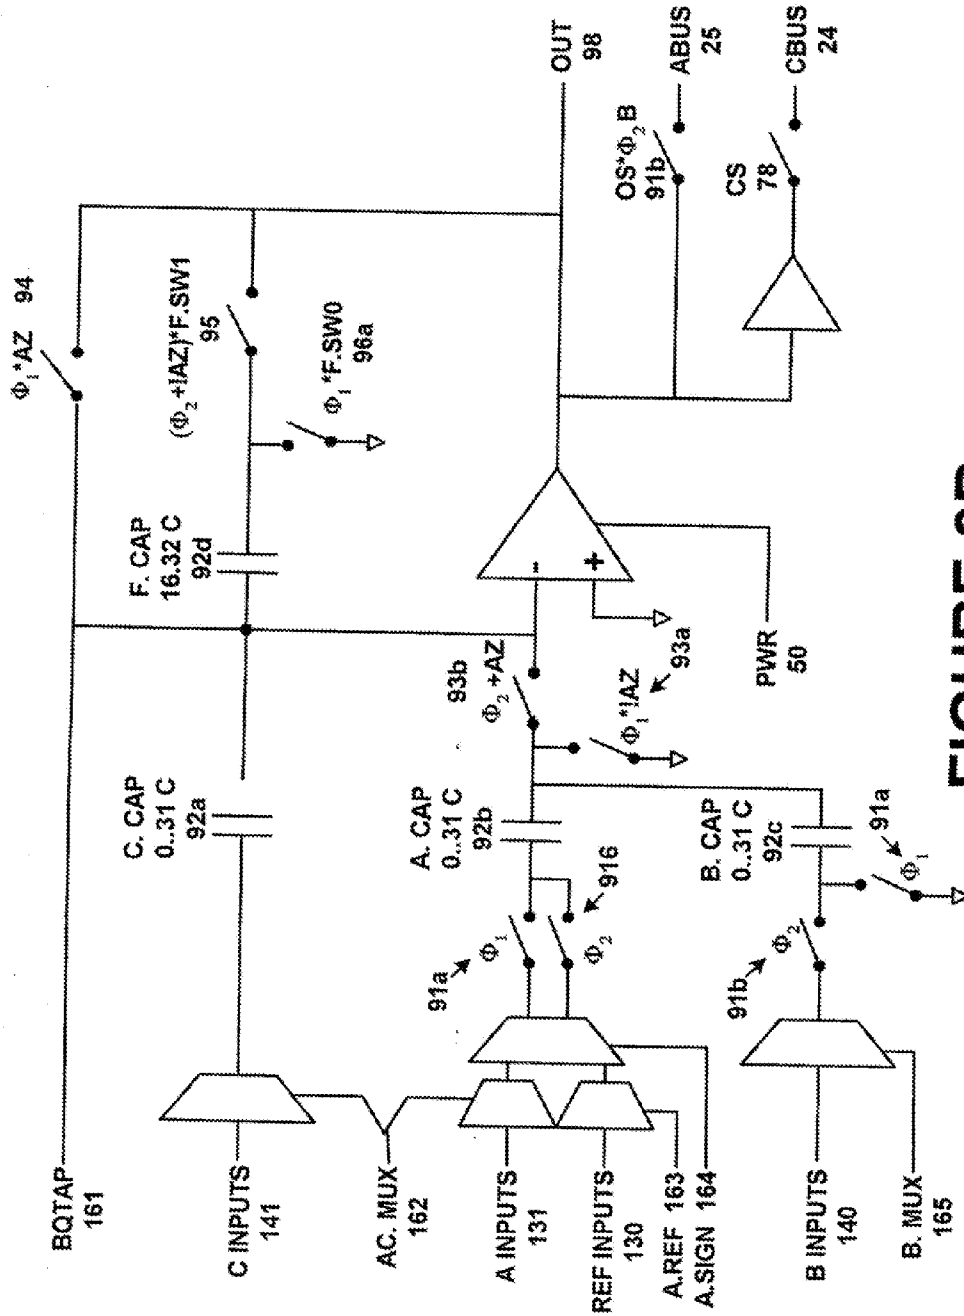 BQTAP
161
C INPUTS
141
AC. MUX
162
A INPUTS
131
REF INPUTS
130
A.REF 163
A.SIGN 164
B INPUTS
140
B. MUX
165
Φ₁*AZ 94
C. CAP
0..31 C
92a
F. CAP
16.32 C
92d
(Φ₂+!AZ)*F.SW1
95
Φ₁*F.SW0
96a
91a
Φ₁
Φ₂
916
A. CAP
0..31 C
92b
93b
Φ₂+AZ
Φ₁*!AZ
93a
-
+
PWR
50
91b
Φ₂
B. CAP
0..31 C
92c
Φ₁
91a
OUT
98
OS*Φ₂B
91b
ABUS
25
CS
78
CBUS
24